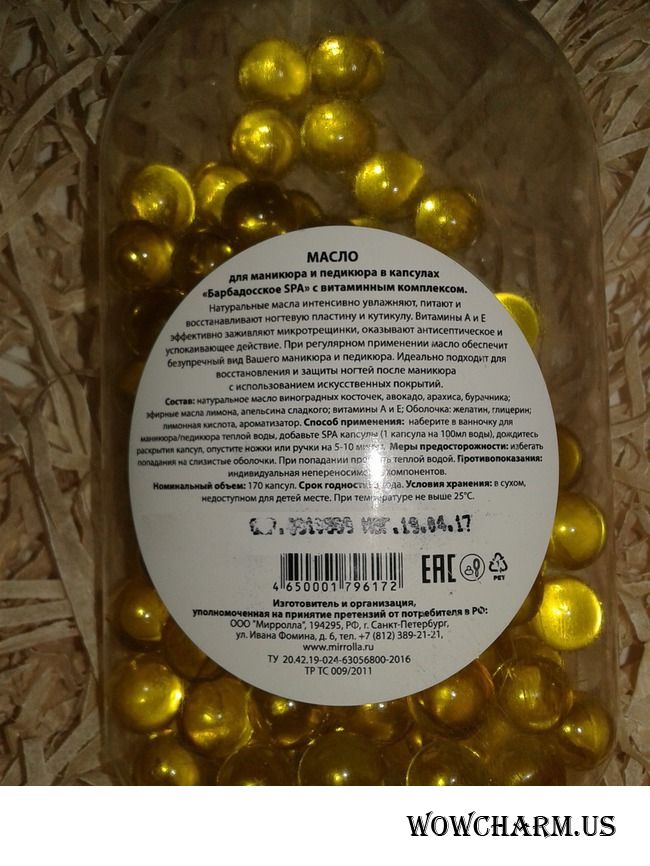 МАСЛО
для маникюра и педикюра в капсулах
«Барбадосское SPA» с витаминным комплексом.
Натуральные масла интенсивно увлажняют, питают и
восстанавливают ногтевую пластину и кутикулу. Витамины А и Е
эффективно заживляют микротрещинки, оказывают антисептическое и
успокаивающее действие. При регулярном применении масло обеспечит
безупречный вид Вашего маникюра и педикюра. Идеально подходит для
восстановления и защиты ногтей после маникюра
с использованием искусственных покрытий.
Состав: натуральное масло виноградных косточек, авокадо, арахиса, бурачника;
эфирные масла лимона, апельсина сладкого; витамины А и Е; Оболочка: желатин, глицерин;
лимонная кислота, ароматизатор. Способ применения: наберите в ванночку для
маникюра/педикюра теплой воды, добавьте SPA капсулы (1 капсула на 100мл воды), дождитесь
раскрытия капсул, опустите ножки или ручки на 5-10 минут. Меры предосторожности: избегать
попадания на слизистые оболочки. При попадании промыть теплой водой. Противопоказания:
индивидуальная непереносимость компонентов.
Номинальный объем: 170 капсул. Срок годности: 3 года. Условия хранения: в сухом,
недоступном для детей месте. При температуре не выше 25°С.
19.04.17
4 650001 796172
EAC
PET
Изготовитель и организация,
уполномоченная на принятие претензий от потребителя в РФ:
ООО "Мирролла", 194295, РФ, г. Санкт-Петербург,
ул. Ивана Фомина, д. 6, тел. +7 (812) 389-21-21,
www.mirrolla.ru
ТУ 20.42.19-024-63056800-2016
ТР ТС 009/2011
WOWCHARM.US